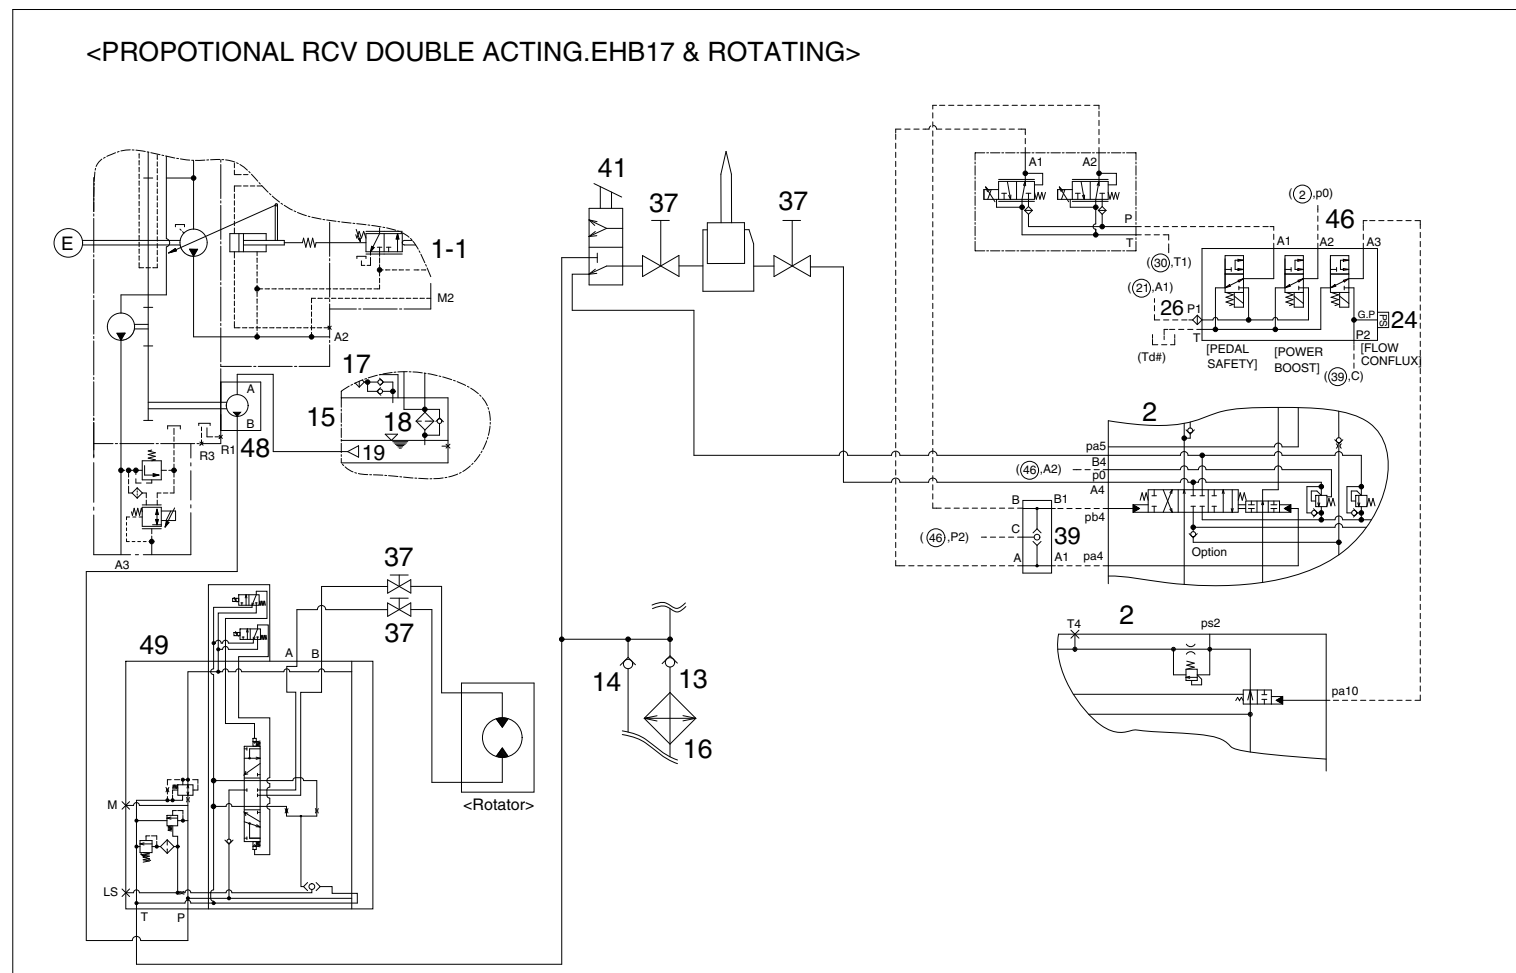 <PROPOTIONAL RCV DOUBLE ACTING.EHB17 & ROTATING>
E
1-1
M2
A2
A
B
48
R1
R3
A3
17
15
18
19
41
37
37
A1
A2
P
T
((30),T1)
((2),p0)
46
A1
A2
A3
((21),A1)
26
P1
T
G.P
PS
24
P2
(Td#)
[PEDAL
SAFETY]
[POWER
BOOST]
[FLOW
CONFLUX]
((39),C)
2
pa5
B4
((46),A2)
p0
A4
pb4
pa4
Option
B
B1
C
39
((46),P2)
A
A1
2
T4
ps2
pa10
37
37
49
A
B
M
LS
T
P
<Rotator>
14
13
16